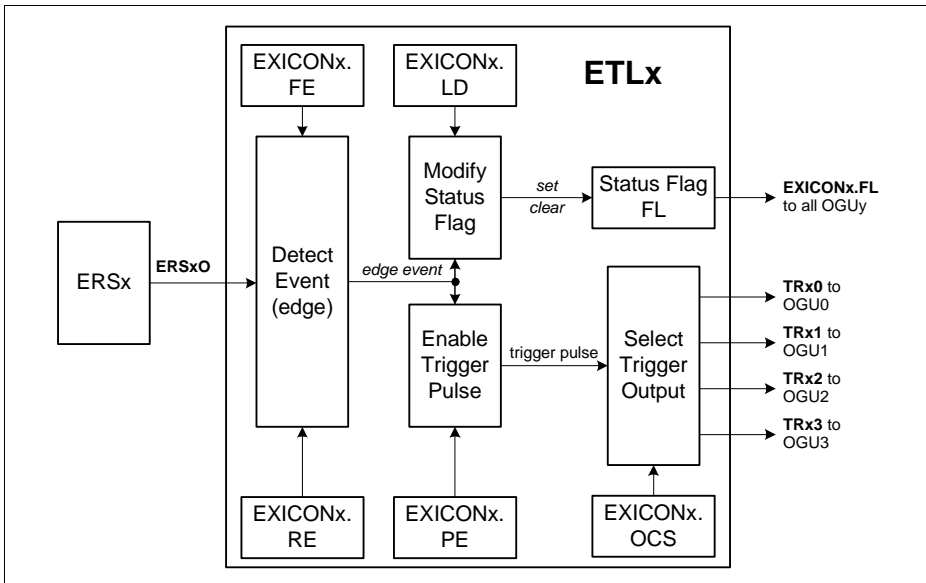 EXICONx.
FE
EXICONx.
LD
ETLx
Modify
Status
Flag
set
clear
Status Flag
FL
EXICONx.FL
to all OGUy
ERSx
ERSxO
Detect
Event
(edge)
edge event
Enable
Trigger
Pulse
trigger pulse
Select
Trigger
Output
TRx0 to
OGU0
TRx1 to
OGU1
TRx2 to
OGU2
TRx3 to
OGU3
EXICONx.
RE
EXICONx.
PE
EXICONx.
OCS